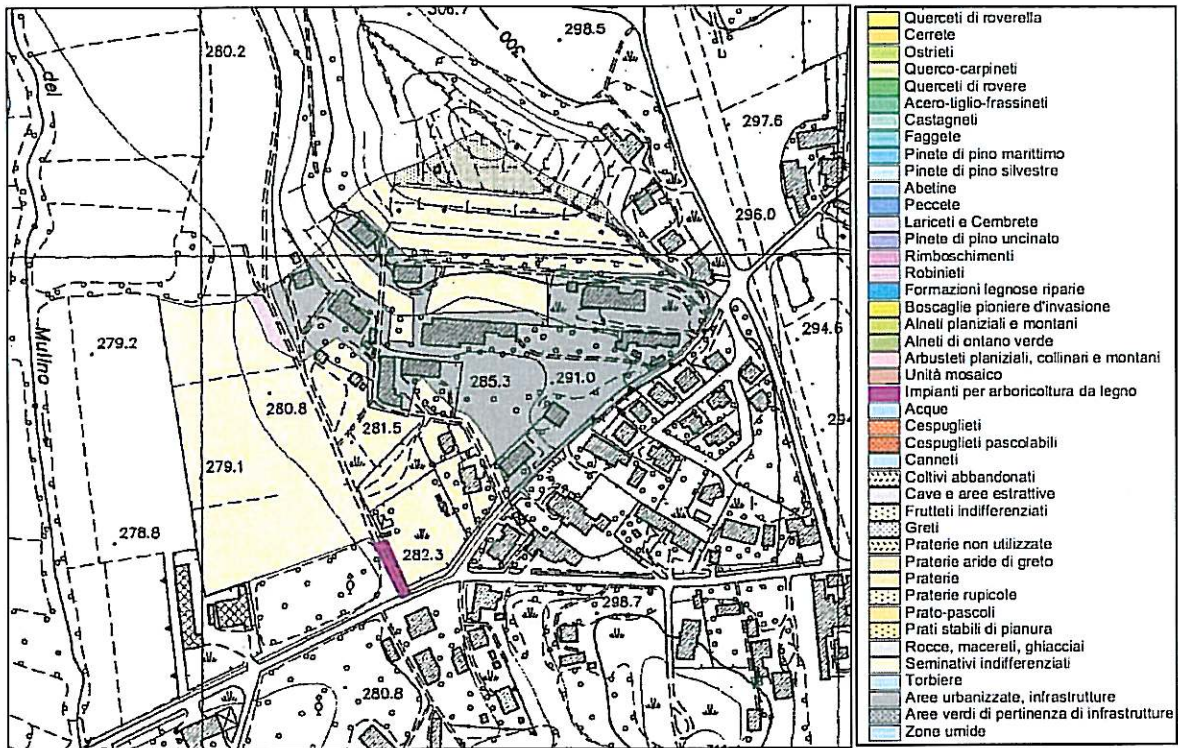 306.7
298.5
280.2
300
del
297.6
296.0
Mulino
279.2
294.6
285.3
291.0
280.8
281.5
279.1
278.8
282.3
298.7
280.8
Querceti di roverella
Cerrete
Ostrieti
Querco-carpineti
Querceti di rovere
Acero-tiglio-frassineti
Castagneti
Faggete
Pinete di pino marittimo
Pinete di pino silvestre
Abetine
Peccete
Lariceti e Cembrete
Pinete di pino uncinato
Rimboschimenti
Robinieti
Formazioni legnose riparie
Boscaglie pioniere d'invasione
Alneti planiziali e montani
Alneti di ontano verde
Arbusteti planiziali, collinari e montani
Unità mosaico
Impianti per arboricoltura da legno
Acque
Cespuglieti
Cespuglieti pascolabili
Canneti
Coltivi abbandonati
Cave e aree estrattive
Frutteti indifferenziati
Greti
Praterie non utilizzate
Praterie aride di greto
Praterie
Praterie rupicole
Prato-pascoli
Prati stabili di pianura
Rocce, macereti, ghiacciai
Seminativi indifferenziati
Torbiere
Aree urbanizzate, infrastrutture
Aree verdi di pertinenza di infrastrutture
Zone umide